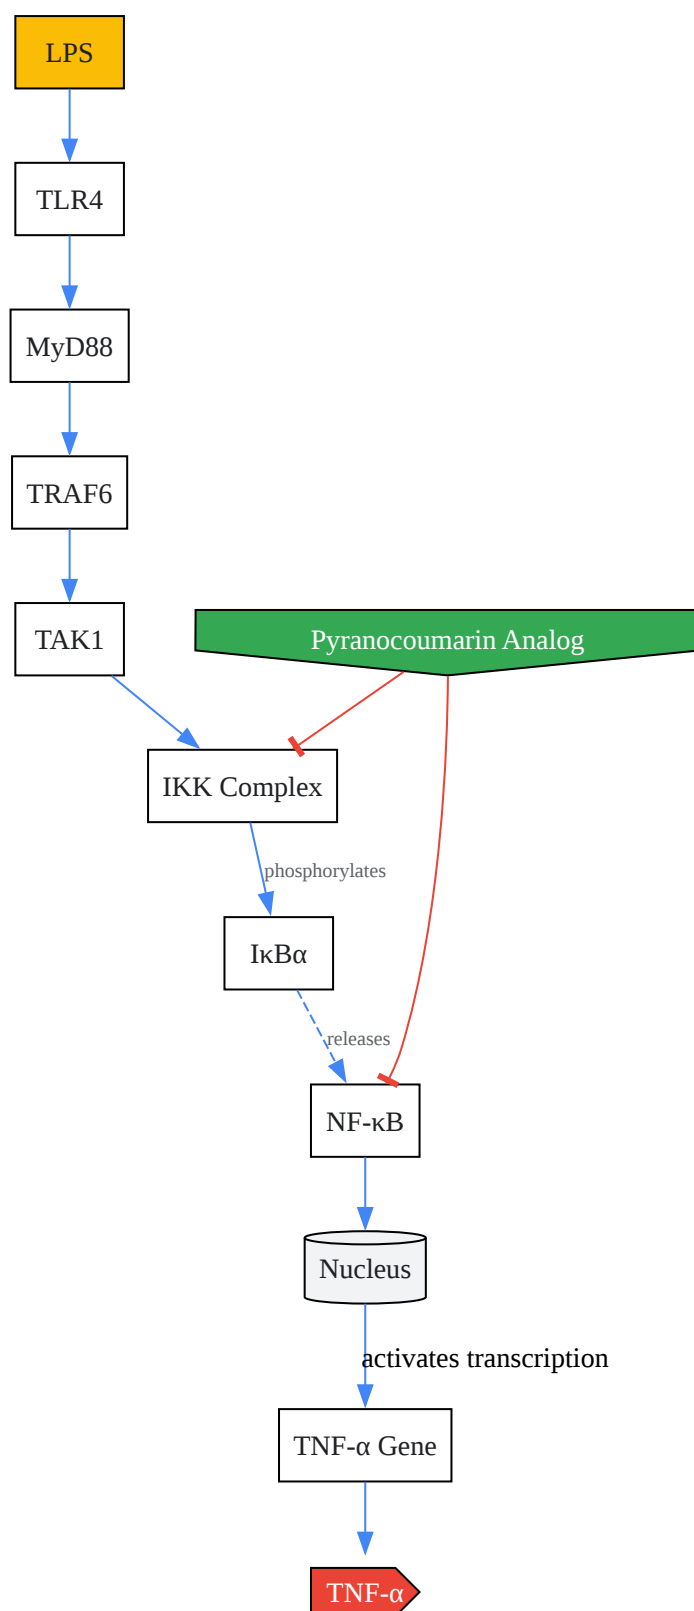 LPS
TLR4
MyD88
TRAF6
TAK1
Pyranocoumarin Analog
IKK Complex
phosphorylates
IκBα
releases
NF-κB
Nucleus
activates transcription
TNF-α Gene
TNF-α